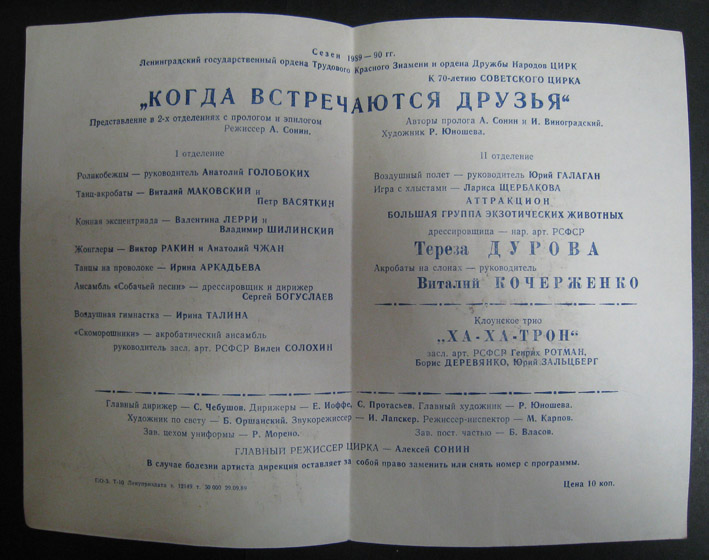 Сезон 1989—90 гг.
Ленинградский государственный ордена Трудового Красного Знамени и ордена Дружбы Народов ЦИРК
К 70-летию СОВЕТСКОГО ЦИРКА
„КОГДА ВСТРЕЧАЮТСЯ ДРУЗЬЯ“
Представление в 2-х отделениях с прологом и эпилогом
Режиссер А. Сонин.
Авторы пролога А. Сонин и И. Виноградский.
Художник Р. Юношева.
I отделение
Роликобежцы — руководитель Анатолий ГОЛОБОКИХ
Танц-акробаты — Виталий МАКОВСКИЙ и
Петр ВАСЯТКИН
Конная эксцентриада — Валентина ЛЕРРИ и
Владимир ШИЛИНСКИЙ
Жонглеры — Виктор РАКИН и Анатолий ЧЖАН
Танцы на проволоке — Ирина АРКАДЬЕВА
Ансамбль «Собачьей песни» — дрессировщик и дирижер
Сергей БОГУСЛАЕВ
Воздушная гимнастка — Ирина ТАЛИНА
«Скоморошники» — акробатический ансамбль
руководитель засл. арт. РСФСР Вилен СОЛОХИН
II отделение
Воздушный полет — руководитель Юрий ГАЛАГАН
Игра с хлыстами — Лариса ЩЕРБАКОВА
АТТРАКЦИОН
БОЛЬШАЯ ГРУППА ЭКЗОТИЧЕСКИХ ЖИВОТНЫХ
дрессировщица — нар. арт. РСФСР
Тереза ДУРОВА
Акробаты на слонах — руководитель
Виталий КОЧЕРЖЕНКО
Клоунское трио
„ХА-ХА-ТРОН“
засл. арт. РСФСР Генрих РОТМАН,
Борис ДЕРЕВЯНКО, Юрий ЗАЛЬЦБЕРГ
Главный дирижер — С. Чебушов. Дирижеры — Е. Иоффе, С. Протасьев. Главный художник — Р. Юношева.
Художник по свету — Б. Оршанский. Звукорежиссер — И. Лапскер. Режиссер-инспектор — М. Карпов.
Зав. цехом униформы — Р. Морено. Зав. пост. частью — Б. Власов.
ГЛАВНЫЙ РЕЖИССЕР ЦИРКА — Алексей СОНИН
В случае болезни артиста дирекция оставляет за собой право заменить или снять номер с программы.
т. 30 000
Цена 10 коп.